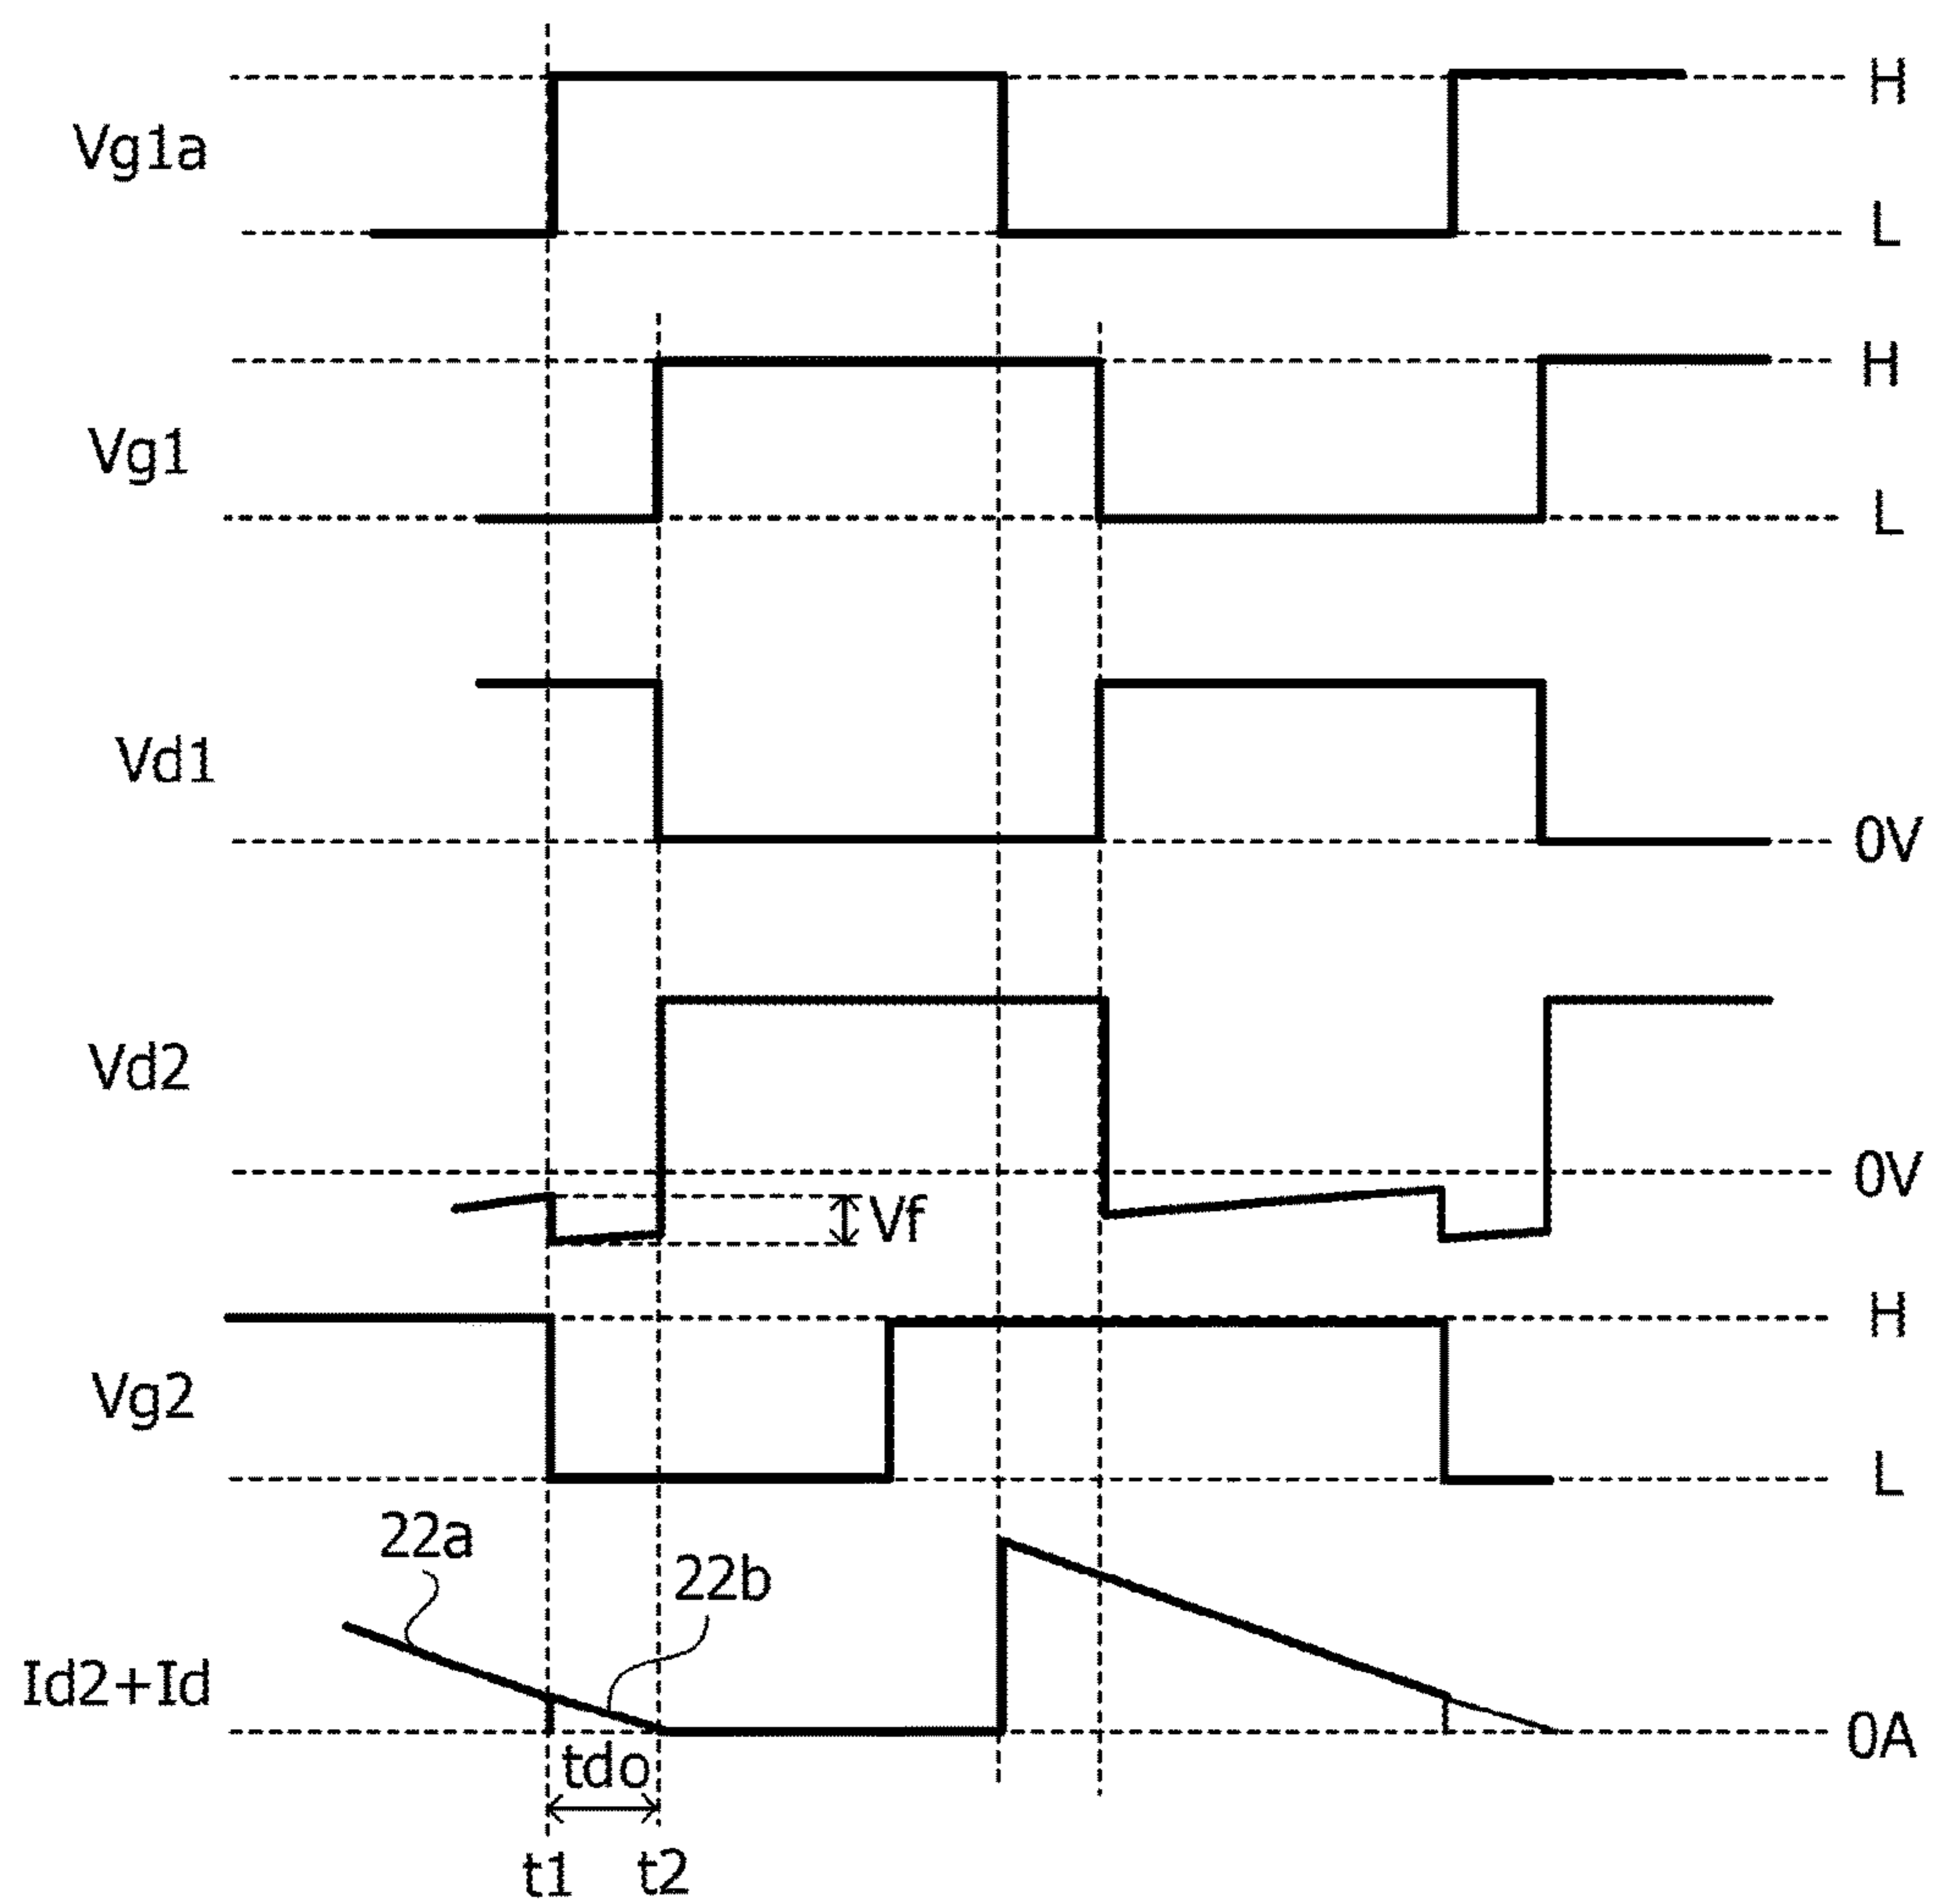 H
Vg1a
L
H
Vg1
L
Vd1
0V
Vd2
0V
Vf
H
Vg2
L
22a
22b
Id2+Id
0A
tdo
t1 t2